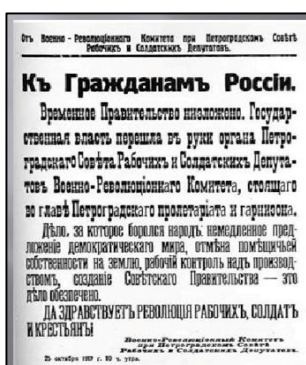 Отъ Военно - Революціоннаго Комитета при Петроградскомъ Совѣтѣ
Рабочихъ и Солдатскихъ Депутатовъ.
Къ Гражданамъ Россіи.
Временное Правительство низложено. Государ-
ственная власть перешла въ руки органа Петро-
градскаго Совѣта Рабочихъ и Солдатскихъ Депута-
товъ Военно-Революціоннаго Комитета, стоящаго
во главѣ Петроградскаго пролетаріата и гарнизона.
Дѣло, за которое боролся народъ: немедленное пред-
ложеніе демократическаго мира, отмѣна помѣщичьей
собственности на землю, рабочій контроль надъ производ-
ствомъ, созданіе Совѣтскаго Правительства — это
дѣло обезпечено.
ДА ЗДРАВСТВУЕТЪ РЕВОЛЮЦІЯ РАБОЧИХЪ, СОЛДАТЪ
И КРЕСТЬЯНЪ!
Военно-Революціонный Комитетъ
при Петроградскомъ Совѣтѣ
Рабочихъ и Солдатскихъ Депутатовъ.
25 октября 1917 г. 10 ч. утра.